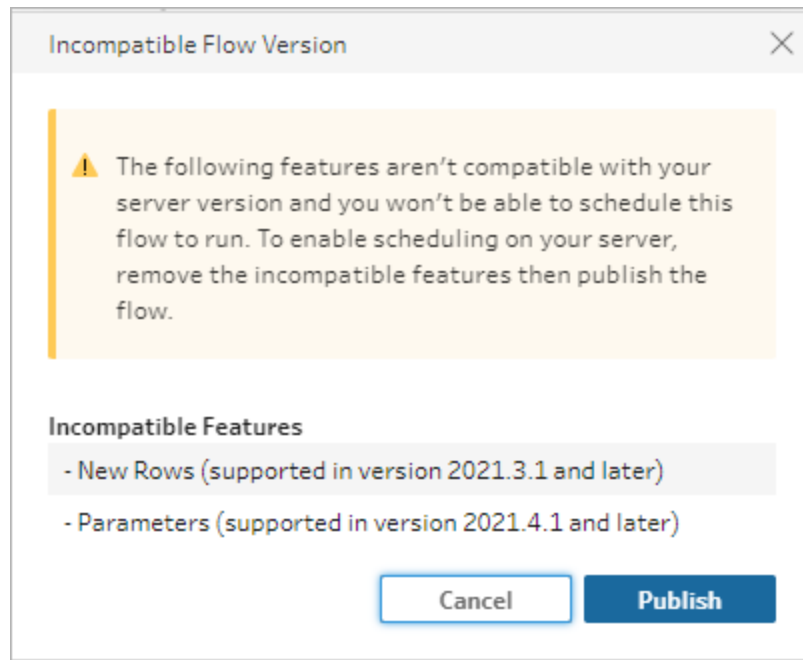 Incompatible Flow Version
The following features aren't compatible with your
server version and you won't be able to schedule this
flow to run. To enable scheduling on your server,
remove the incompatible features then publish the
flow.
Incompatible Features
- New Rows (supported in version 2021.3.1 and later)
- Parameters (supported in version 2021.4.1 and later)
Cancel
Publish